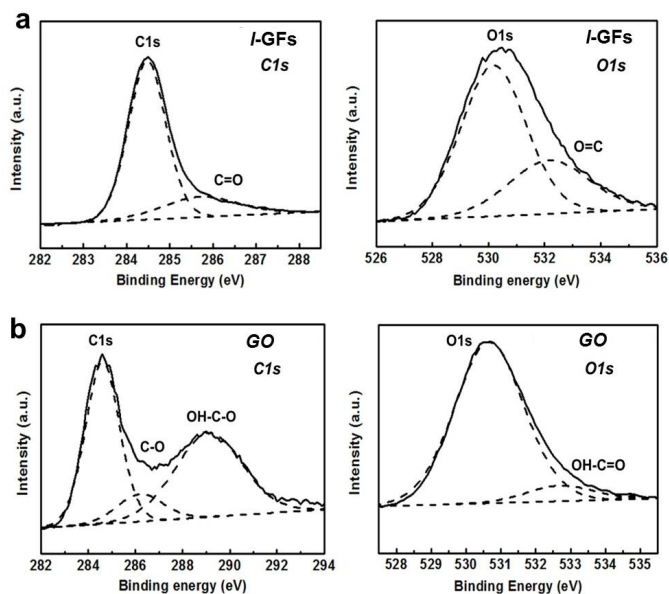 a
C1s
l-GFs
C1s
C=O
Intensity (a.u.)
282 283 284 285 286 287 288
Binding Energy (eV)
O1s
l-GFs
O1s
O=C
Intensity (a.u.)
526 528 530 532 534 536
Binding energy (eV)
b
C1s
GO
C1s
C-O
OH-C-O
Intensity (a.u.)
282 284 286 288 290 292 294
Binding energy (eV)
O1s
GO
O1s
OH-C=O
Intensity (a.u.)
528 529 530 531 532 533 534 535
Binding energy (eV)